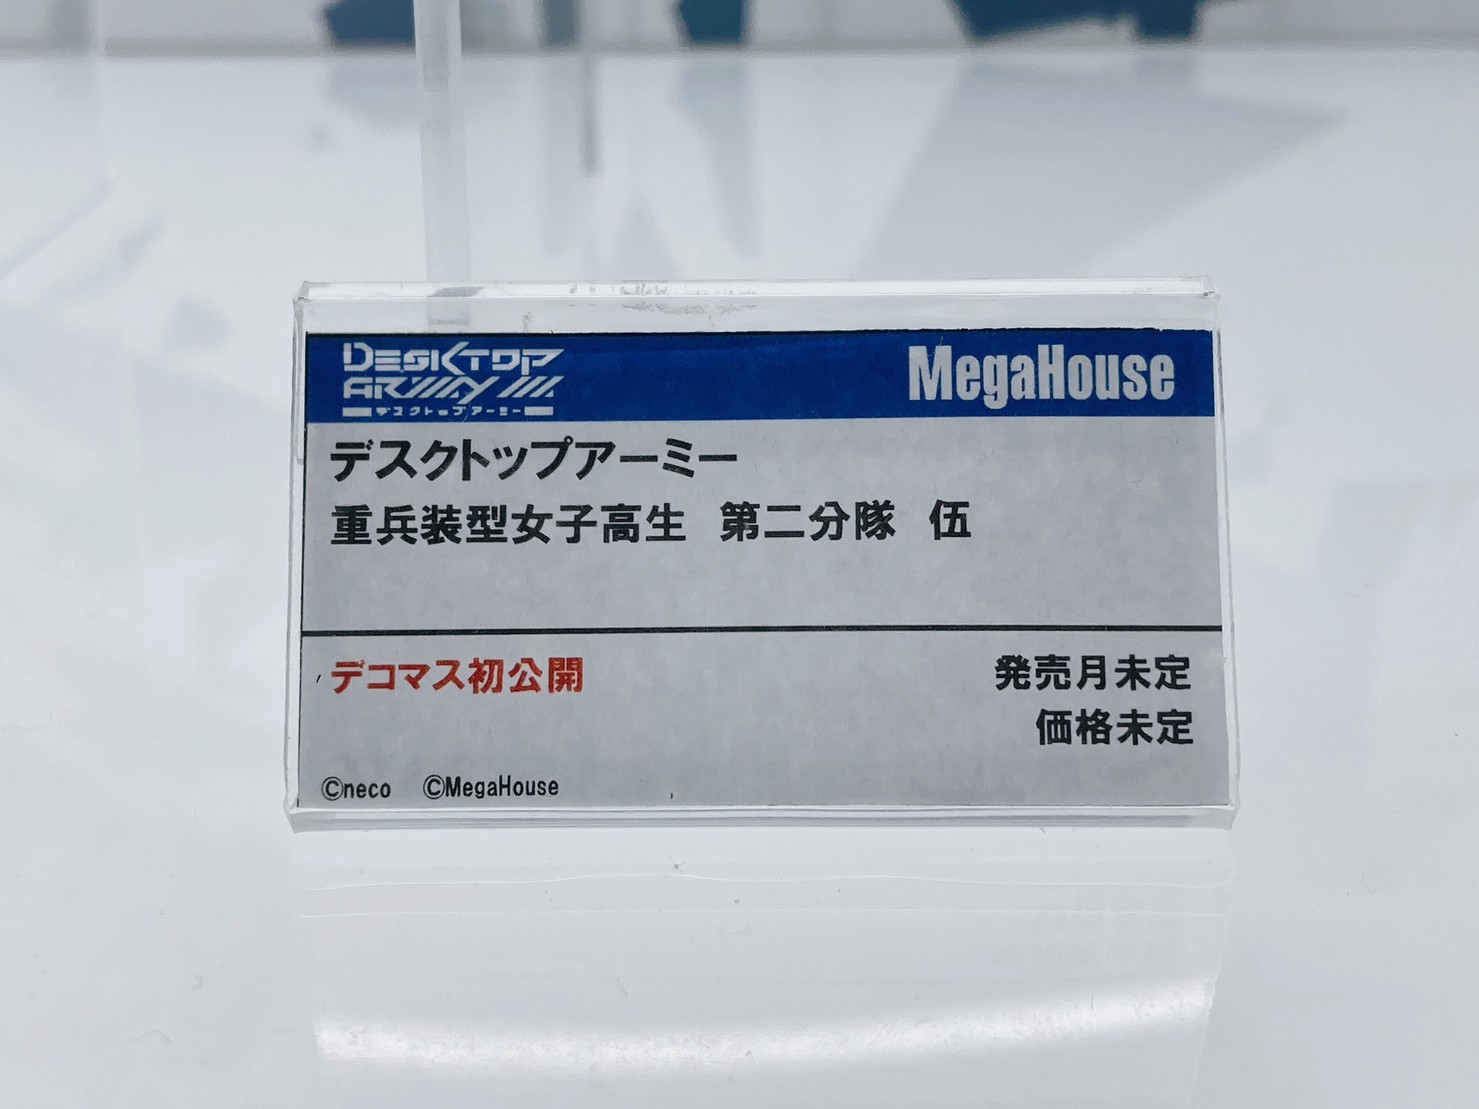 DESKTOP
ARMY
デスクトップアーミー
MegaHouse
デスクトップアーミー
重兵装型女子高生 第二分隊 伍
デコマス初公開
発売月未定
価格未定
©neco ©MegaHouse